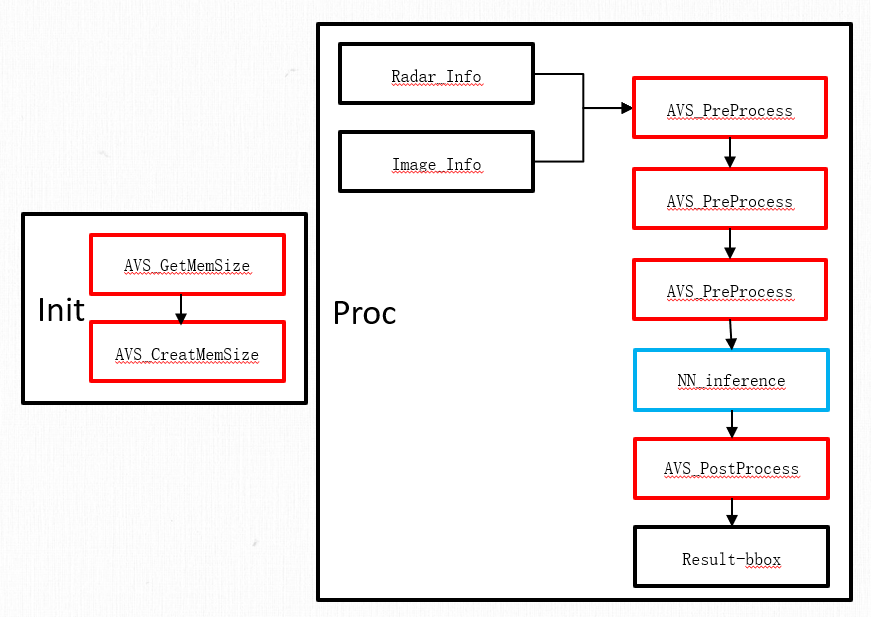 Init
AVS_GetMemSize
AVS_CreatMemSize
Proc
Radar_Info
Image_Info
AVS_PreProcess
AVS_PreProcess
AVS_PreProcess
NN_inference
AVS_PostProcess
Result-bbox